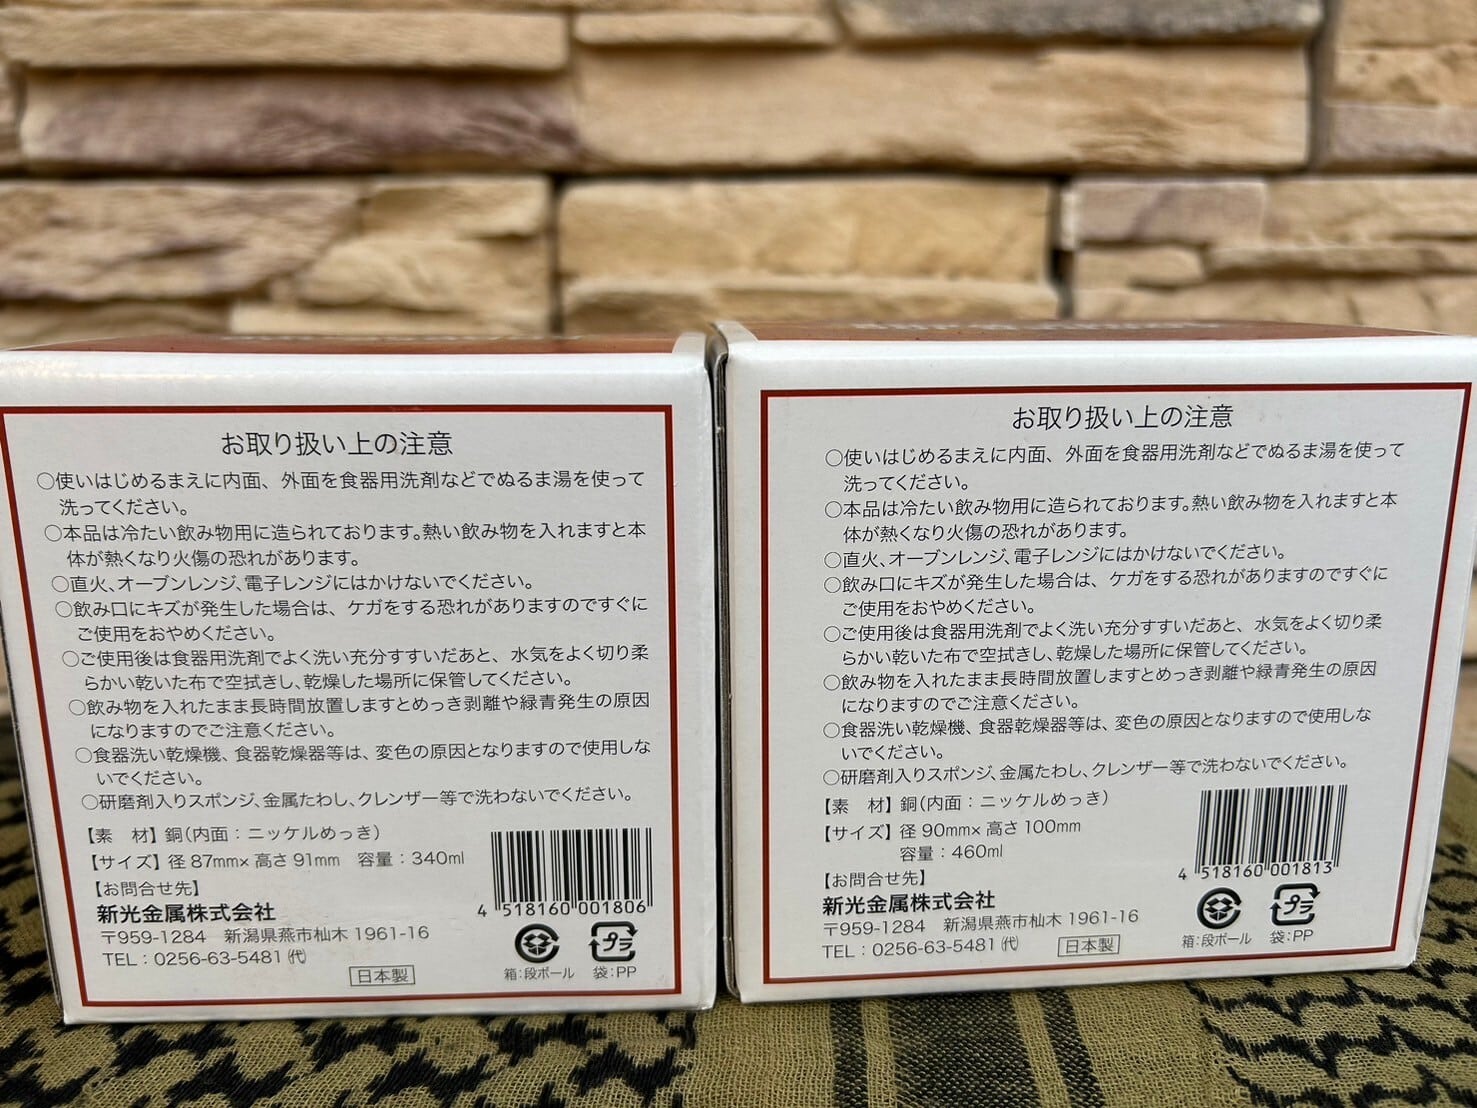 お取り扱い上の注意
○使いはじめるまえに内面、外面を食器用洗剤などでぬるま湯を使って
洗ってください。
○本品は冷たい飲み物用に造られております。熱い飲み物を入れますと本
体が熱くなり火傷の恐れがあります。
○直火、オーブンレンジ、電子レンジにはかけないでください。
○飲み口にキズが発生した場合は、ケガをする恐れがありますのですぐに
ご使用をおやめください。
○ご使用後は食器用洗剤でよく洗い充分すすいだあと、水気をよく切り柔
らかい乾いた布で空拭きし、乾燥した場所に保管してください。
○飲み物を入れたまま長時間放置しますとめっき剥離や緑青発生の原因
になりますのでご注意ください。
○食器洗い乾燥機、食器乾燥器等は、変色の原因となりますので使用しな
いでください。
○研磨剤入りスポンジ、金属たわし、クレンザー等で洗わないでください。
【素　材】銅（内面：ニッケルめっき）
【サイズ】径 87mm×高さ 91mm　容量：340ml
【お問合せ先】
新光金属株式会社
〒959-1284　新潟県燕市杣木 1961-16
TEL：0256-63-5481㈹
日本製
4 518160 001806
箱：段ボール
プラ
袋：PP
お取り扱い上の注意
○使いはじめるまえに内面、外面を食器用洗剤などでぬるま湯を使って
洗ってください。
○本品は冷たい飲み物用に造られております。熱い飲み物を入れますと本
体が熱くなり火傷の恐れがあります。
○直火、オーブンレンジ、電子レンジにはかけないでください。
○飲み口にキズが発生した場合は、ケガをする恐れがありますのですぐに
ご使用をおやめください。
○ご使用後は食器用洗剤でよく洗い充分すすいだあと、水気をよく切り柔
らかい乾いた布で空拭きし、乾燥した場所に保管してください。
○飲み物を入れたまま長時間放置しますとめっき剥離や緑青発生の原因
になりますのでご注意ください。
○食器洗い乾燥機、食器乾燥器等は、変色の原因となりますので使用しな
いでください。
○研磨剤入りスポンジ、金属たわし、クレンザー等で洗わないでください。
【素　材】銅（内面：ニッケルめっき）
【サイズ】径 90mm×高さ 100mm
容量：460ml
【お問合せ先】
新光金属株式会社
〒959-1284　新潟県燕市杣木 1961-16
TEL：0256-63-5481㈹
日本製
4 518160 001813
箱：段ボール
プラ
袋：PP